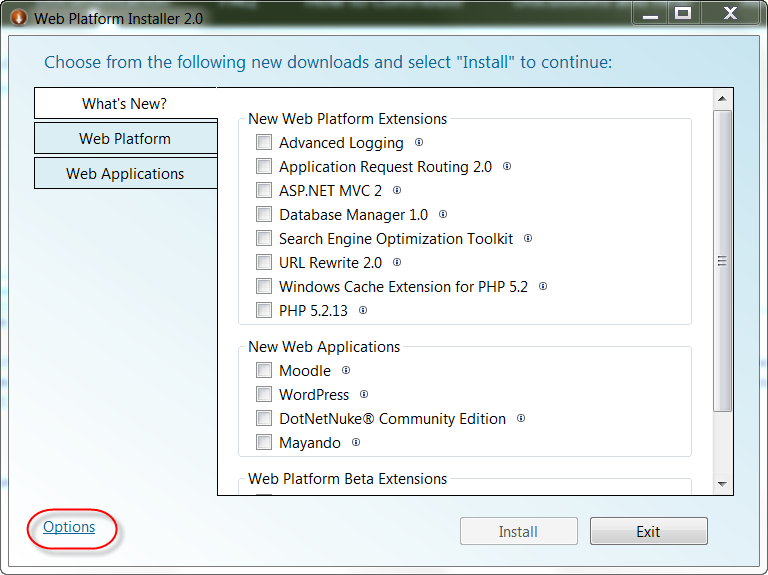 Web Platform Installer 2.0
Choose from the following new downloads and select "Install" to continue:
What's New?
Web Platform
Web Applications
New Web Platform Extensions
Advanced Logging
Application Request Routing 2.0
ASP.NET MVC 2
Database Manager 1.0
Search Engine Optimization Toolkit
URL Rewrite 2.0
Windows Cache Extension for PHP 5.2
PHP 5.2.13
New Web Applications
Moodle
WordPress
DotNetNuke® Community Edition
Mayando
Web Platform Beta Extensions
Options
Install
Exit